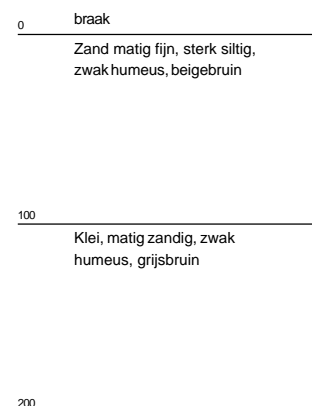 0 braak
Zand matig fijn, sterk siltig,
zwak humeus, beigebruin
100
Klei, matig zandig, zwak
humeus, grijsbruin
200